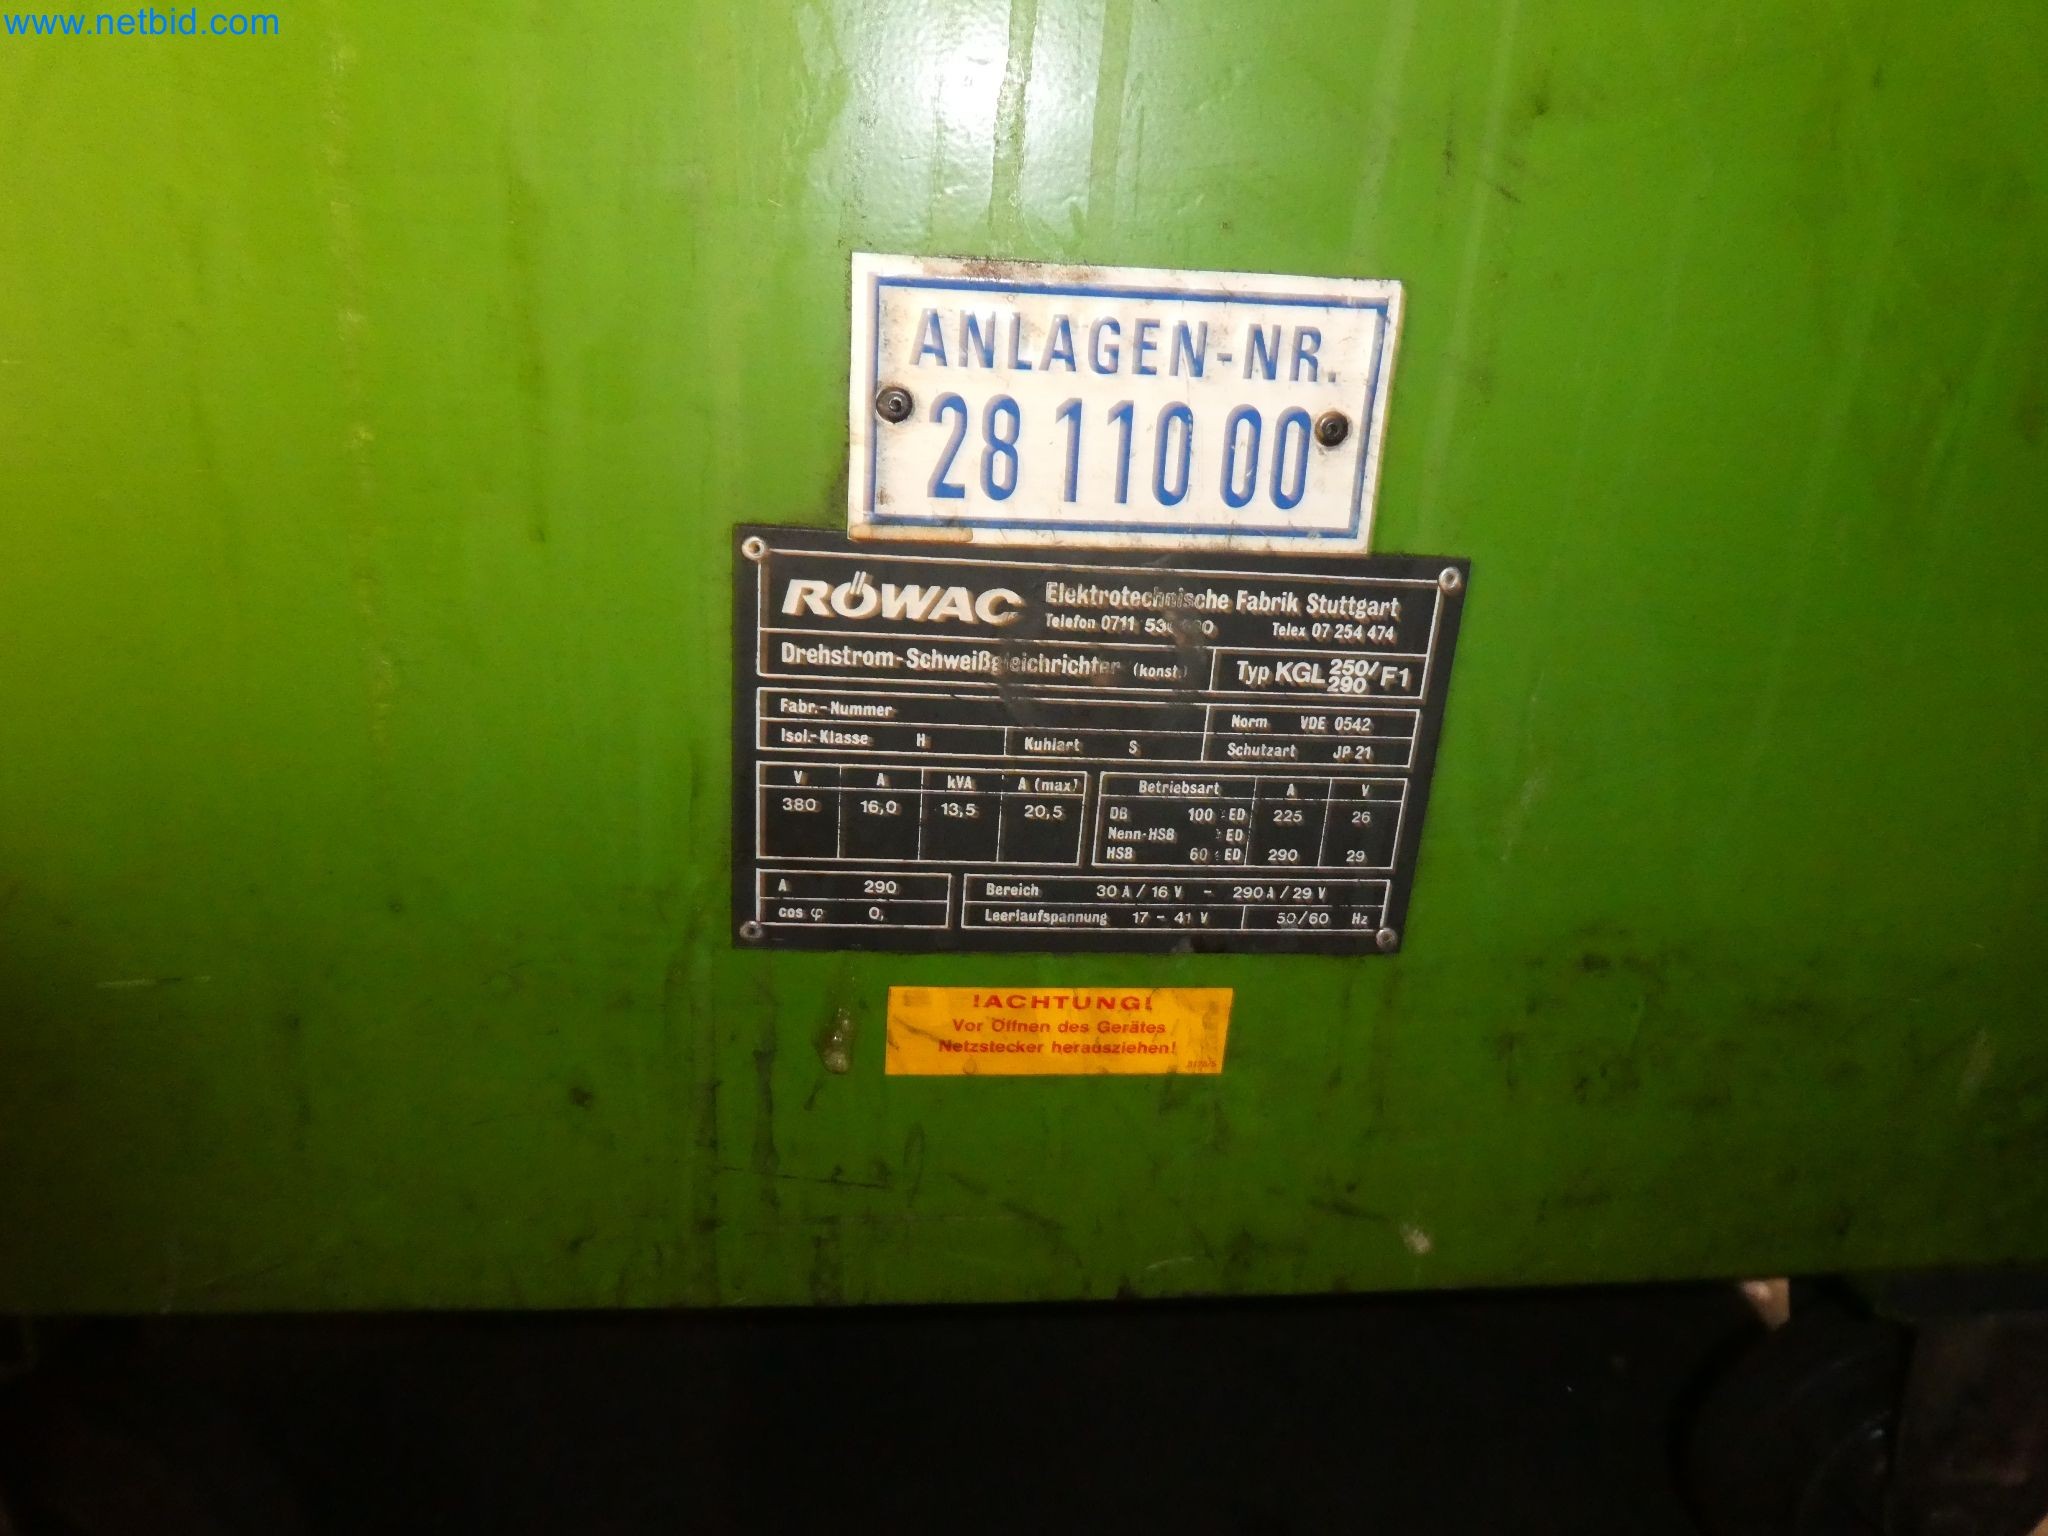 www.netbid.com
ANLAGEN-NR.
28 110 00
RÖWAC Elektrotechnische Fabrik Stuttgart
Telefon 0711 Telex 07 254 474
Drehstrom-Schweißgleichrichter (konst.) Typ KGL 250/290/F1
Fabr.-Nummer Norm VDE 0542
Isol.-Klasse H Kuhlart S Schutzart JP 21
V A kVA A (max) Betriebsart A V
380 16,0 13,5 20,5 DB 100 ED 225 26
Nenn-HSB ED
HSB 60 ED 290 29
A 290 Bereich 30 A / 16 V - 290 A / 29 V
cos φ 0, Leerlaufspannung 17 - 41 V 50/60 Hz
!ACHTUNG!
Vor Öffnen des Gerätes
Netzstecker herausziehen!